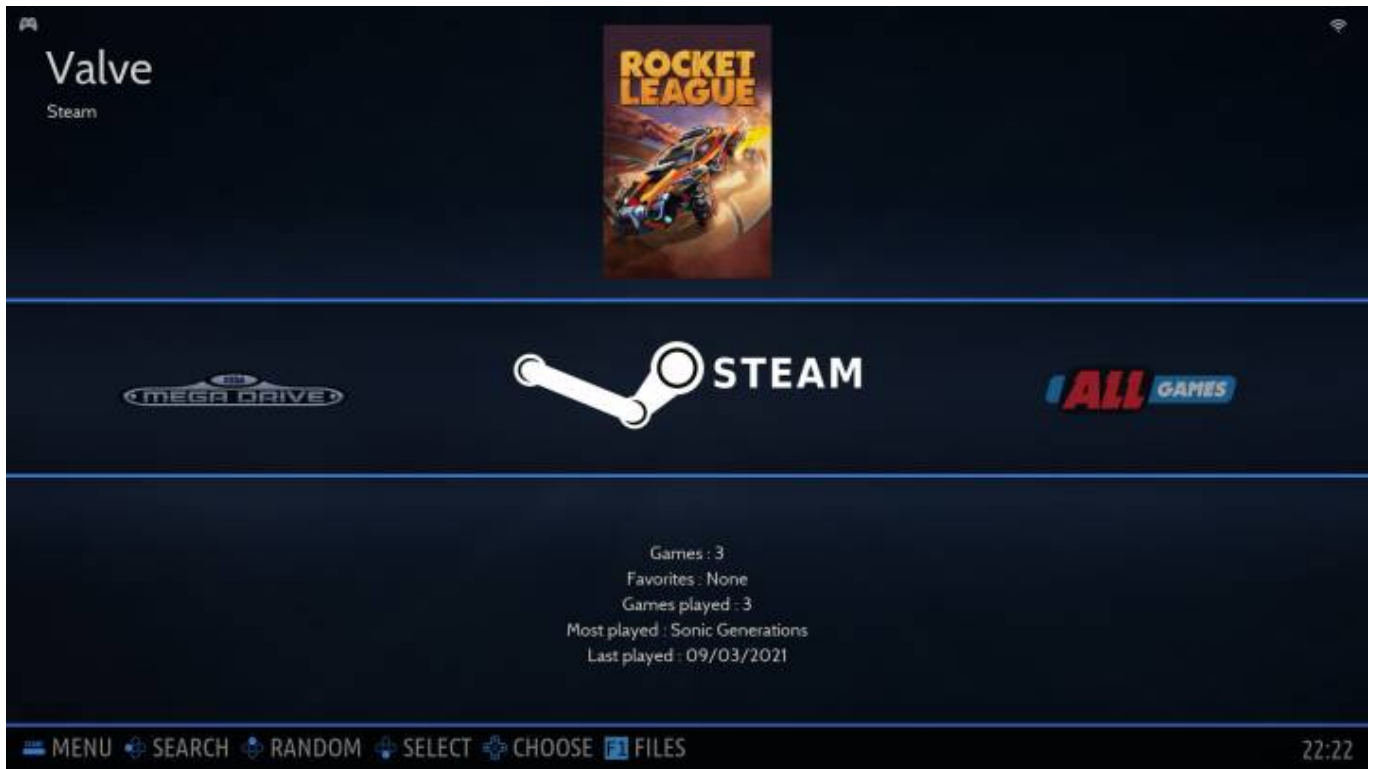 Valve
Steam
ROCKET
LEAGUE
SEGA
MEGA DRIVE
STEAM
ALL GAMES
Games : 3
Favorites : None
Games played : 3
Most played : Sonic Generations
Last played : 09/03/2021
MENU SEARCH RANDOM SELECT CHOOSE F1 FILES 22:22